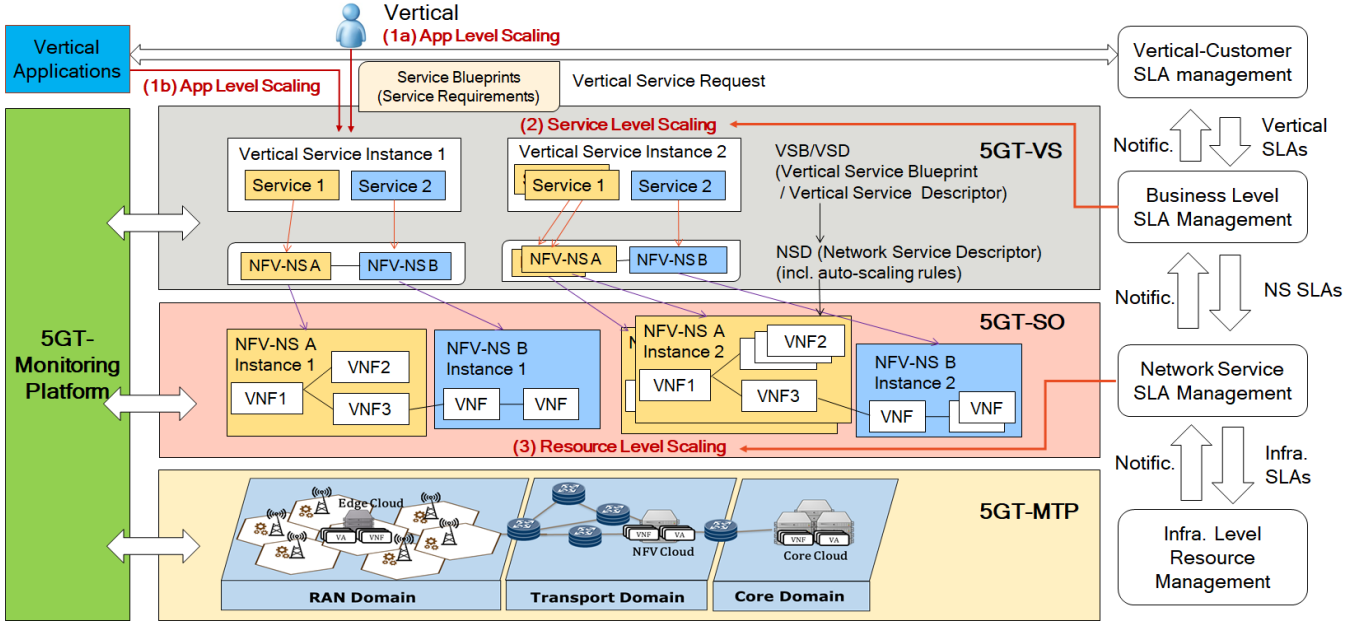 Vertical
(1a) App Level Scaling
Vertical
Applications
Vertical-Customer
SLA management
(1b) App Level Scaling
Service Blueprints
(Service Requirements)
Vertical Service Request
(2) Service Level Scaling
5GT-VS
Notific.
Vertical
SLAs
Vertical Service Instance 1
Service 1
Service 2
Vertical Service Instance 2
Service 1
Service 2
VSB/VSD
(Vertical Service Blueprint
/ Vertical Service Descriptor)
Business Level
SLA Management
NFV-NS A
NFV-NS B
NFV-NS A
NFV-NS B
NSD (Network Service Descriptor)
(incl. auto-scaling rules)
Notific.
NS SLAs
5GT-
Monitoring
Platform
5GT-SO
NFV-NS A
Instance 1
VNF1
VNF2
VNF3
NFV-NS B
Instance 1
VNF
VNF
NFV-NS A
Instance 2
VNF1
VNF2
VNF3
NFV-NS B
Instance 2
VNF
VNF
Network Service
SLA Management
(3) Resource Level Scaling
Notific.
Infra.
SLAs
5GT-MTP
Edge Cloud
VA
VNF
VNF
VA
NFV Cloud
VNF
VA
Core Cloud
RAN Domain
Transport Domain
Core Domain
Infra. Level
Resource
Management